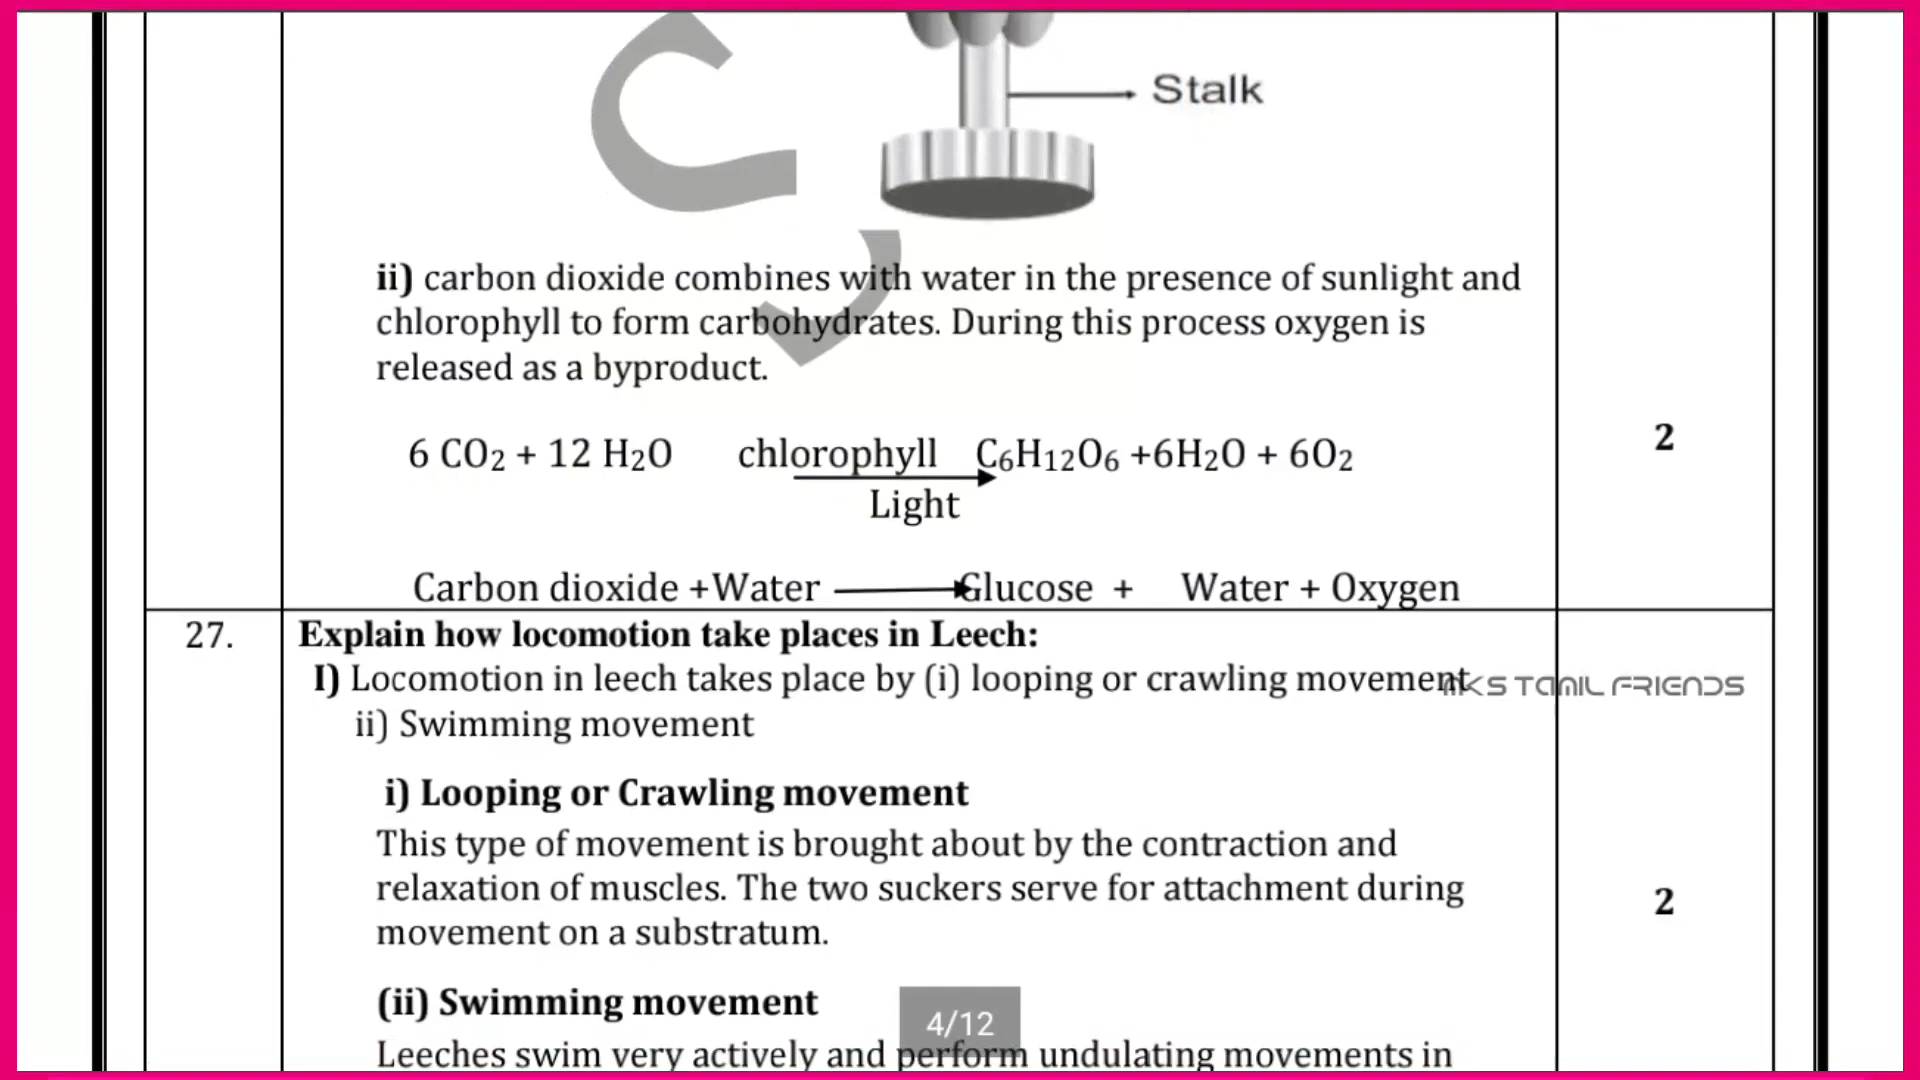 Stalk
ii) carbon dioxide combines with water in the presence of sunlight and
chlorophyll to form carbohydrates. During this process oxygen is
released as a byproduct.
6 CO2 + 12 H2O chlorophyll C6H12O6 +6H2O + 6O2
Light
2
Carbon dioxide +Water Glucose + Water + Oxygen
27. Explain how locomotion take places in Leech:
I) Locomotion in leech takes place by (i) looping or crawling movement
MKS TAMIL FRIENDS
ii) Swimming movement
i) Looping or Crawling movement
This type of movement is brought about by the contraction and
relaxation of muscles. The two suckers serve for attachment during
2
movement on a substratum.
(ii) Swimming movement
4/12
Leeches swim very actively and perform undulating movements in